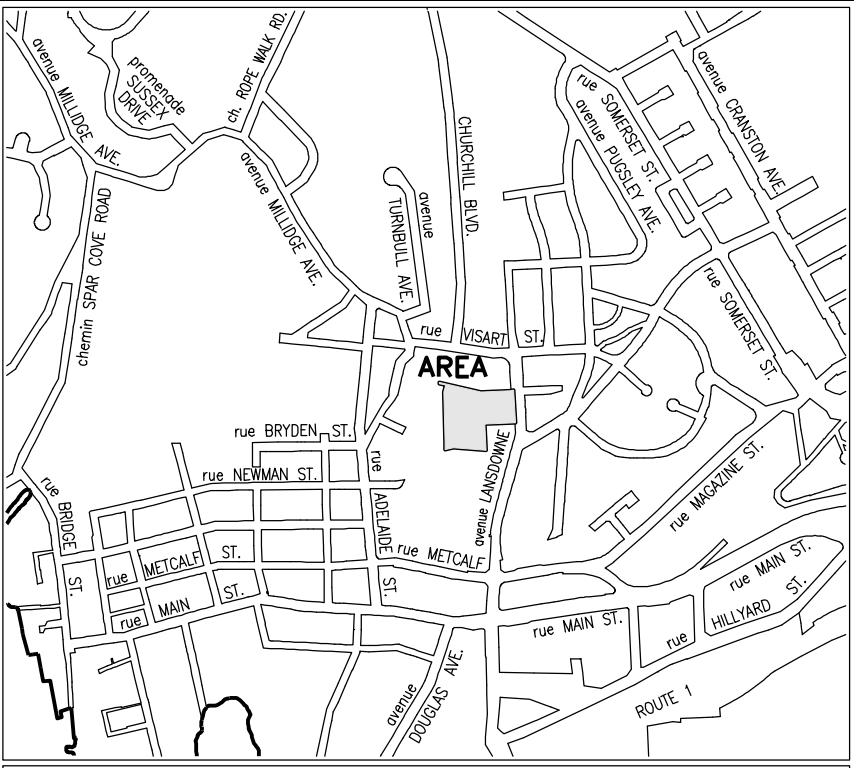 avenue MILLIDGE AVE.
promenade
SUSSEX
DRIVE
ch. ROPE WALK RD.
rue SOMERSET ST.
avenue PUGSLEY AVE.
avenue CRANSTON AVE.
CHURCHILL BLVD.
avenue MILLIDGE AVE.
avenue
TURNBULL AVE.
chemin SPAR COVE ROAD
rue SOMERSET ST.
rue VISART ST.
AREA
rue BRYDEN ST.
rue NEWMAN ST.
rue ADELAIDE ST.
avenue LANSDOWNE
rue MAGAZINE ST.
rue BRIDGE ST.
rue METCALF ST.
rue METCALF
rue MAIN ST.
rue MAIN ST.
rue MAIN ST.
rue HILLYARD ST.
avenue
DOUGLAS AVE.
ROUTE 1